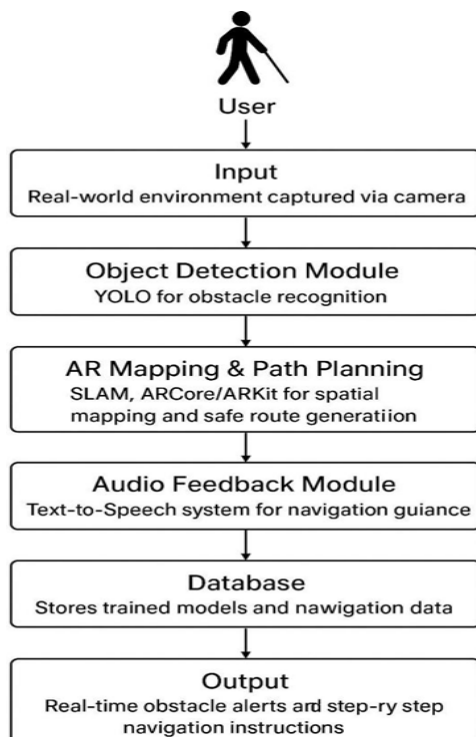 User
Input
Real-world environment captured via camera
Object Detection Module
YOLO for obstacle recognition
AR Mapping & Path Planning
SLAM, ARCore/ARKit for spatial
mapping and safe route generatiion
Audio Feedback Module
Text-to-Speech system for navigation guiance
Database
Stores trained models and nawigation data
Output
Real-time obstacle alerts ard step-ry step
navigation instructions